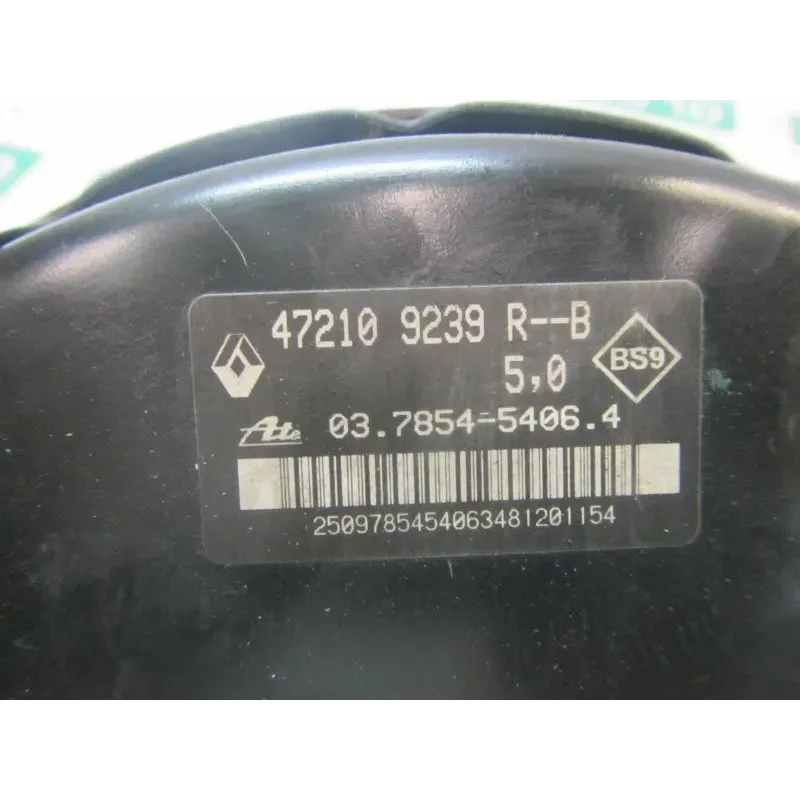 47210 9239 R--B
5,0
BS9
Ate 03.7854-5406.4
2509785454063481201154